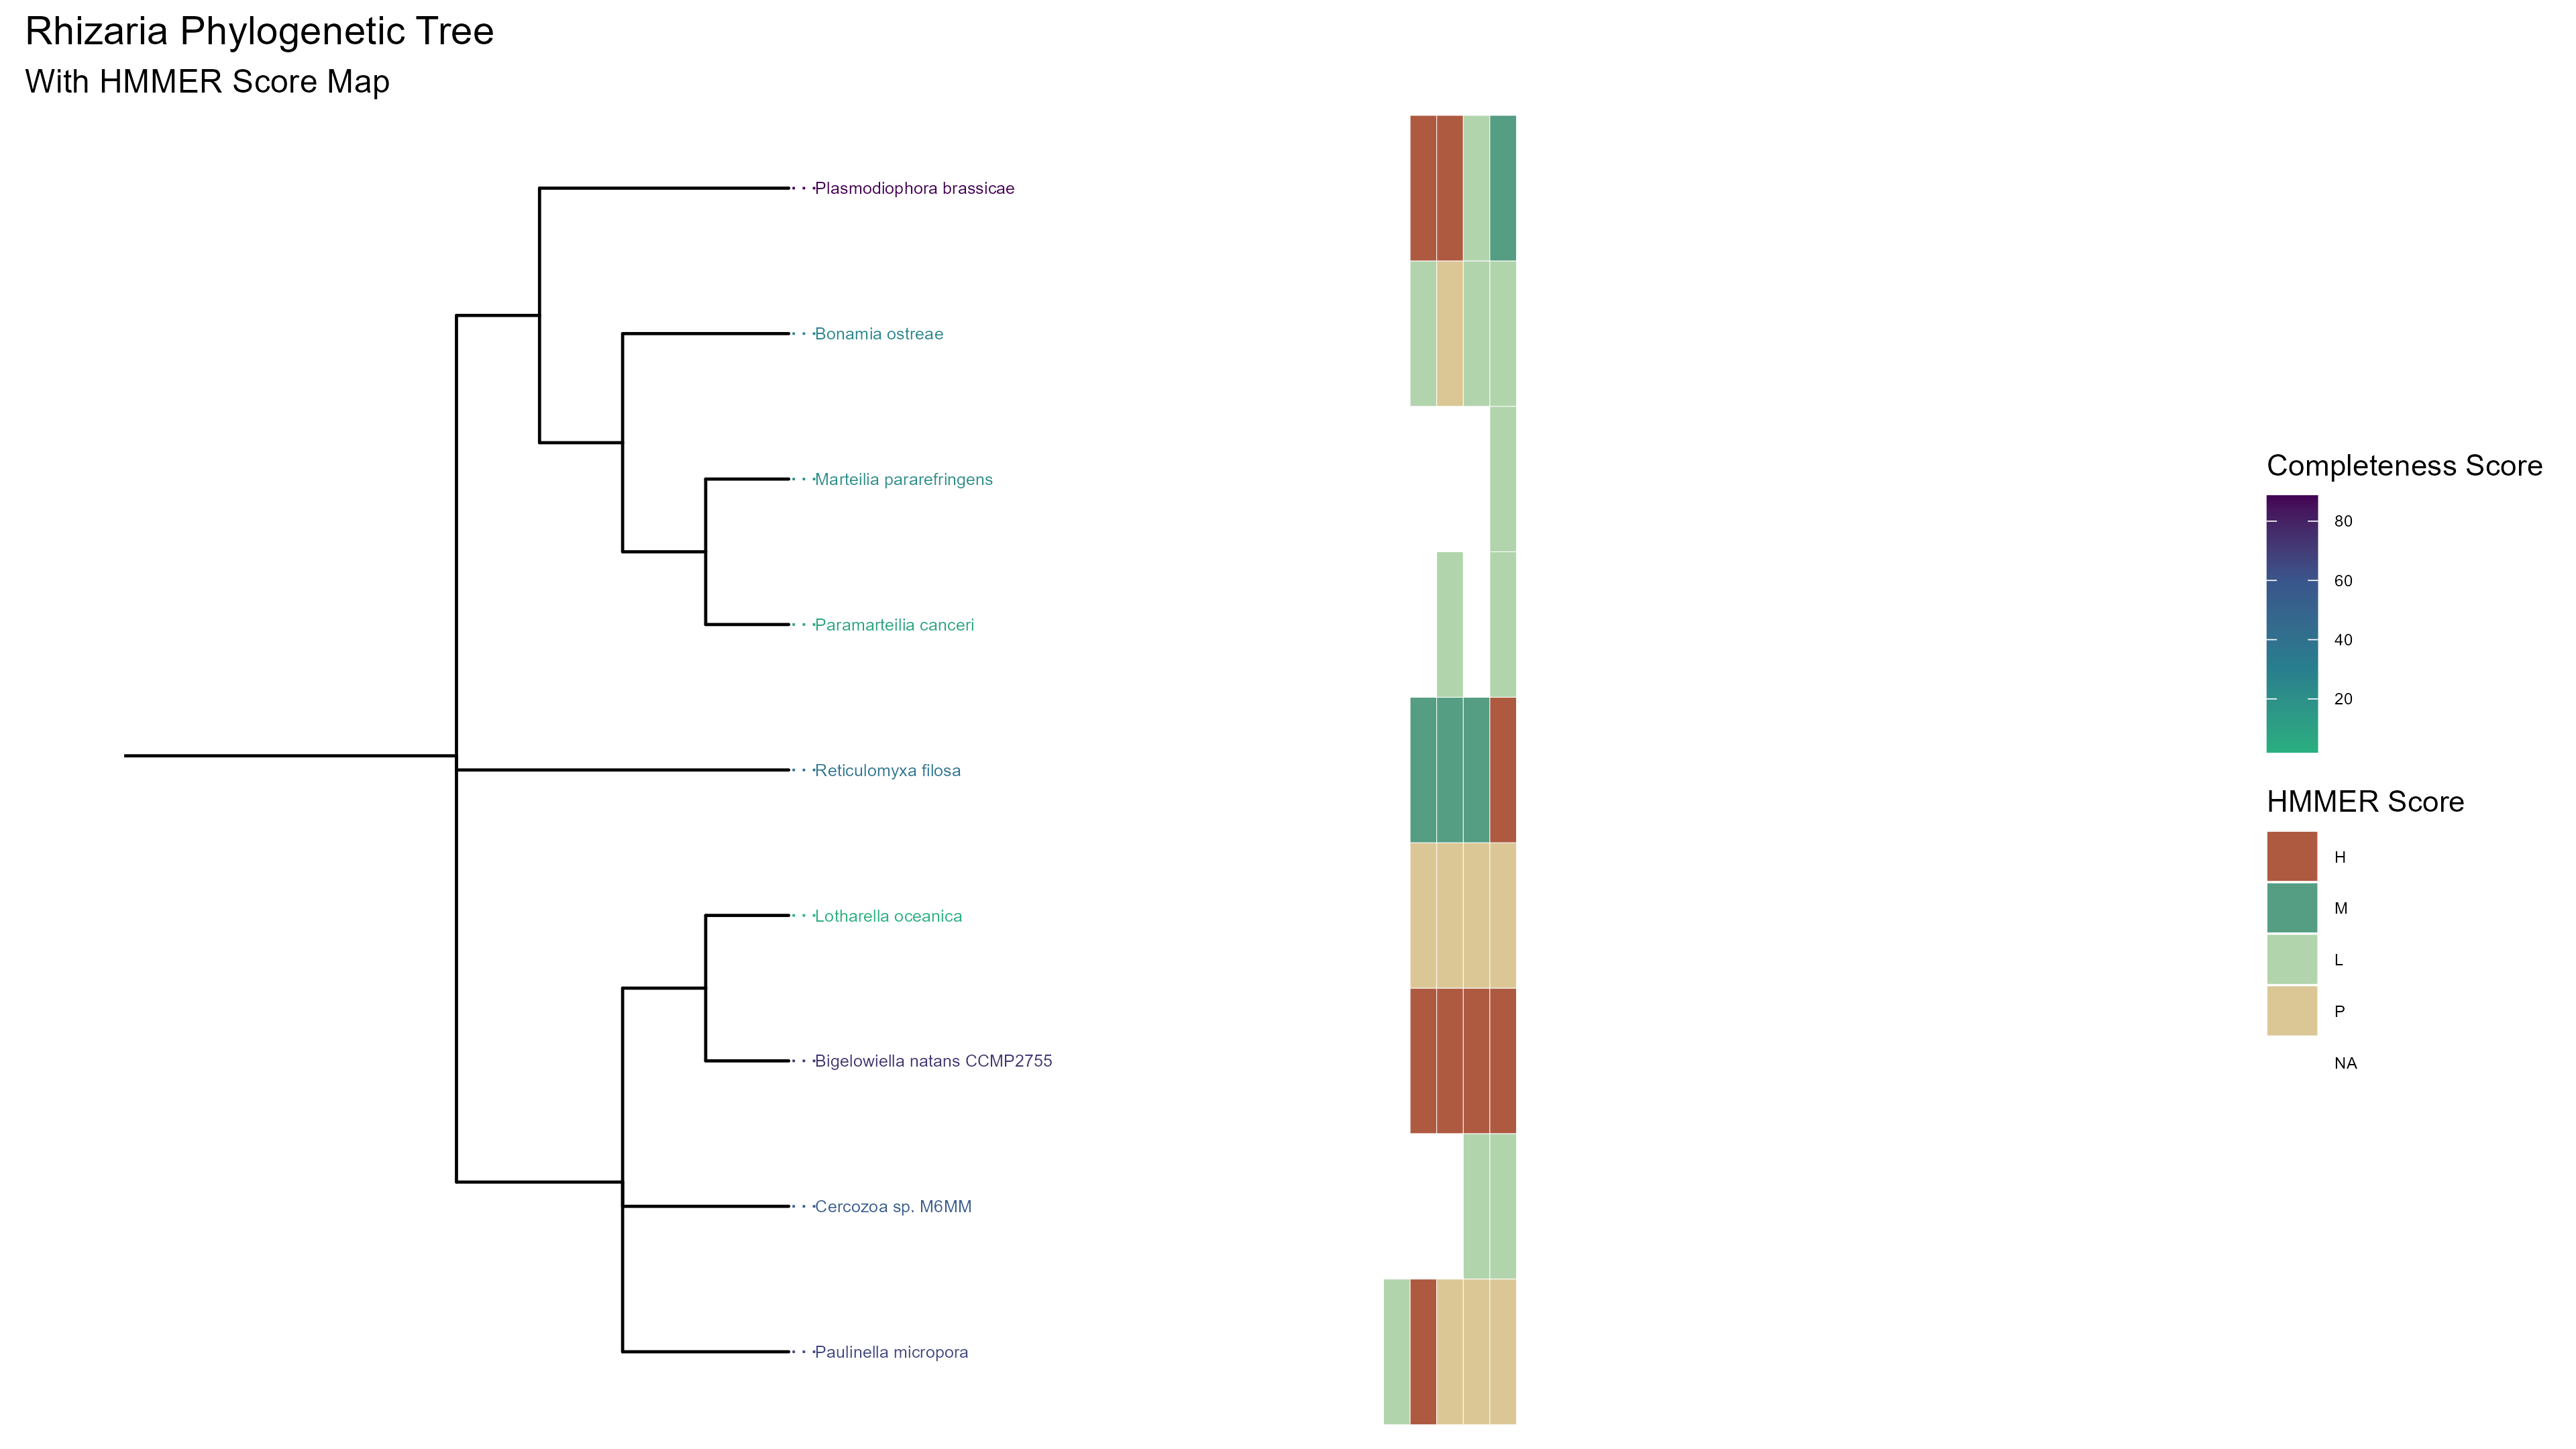 Rhizaria Phylogenetic Tree
With HMMER Score Map
Plasmodiophora brassicae
Bonamia ostreae
Marteilia pararefringens
Paramarteilia canceri
Reticulomyxa filosa
Lotharella oceanica
Bigelowiella natans CCMP2755
Cercozoa sp. M6MM
Paulinella micropora
Completeness Score
80
60
40
20
HMMER Score
H
M
L
P
NA